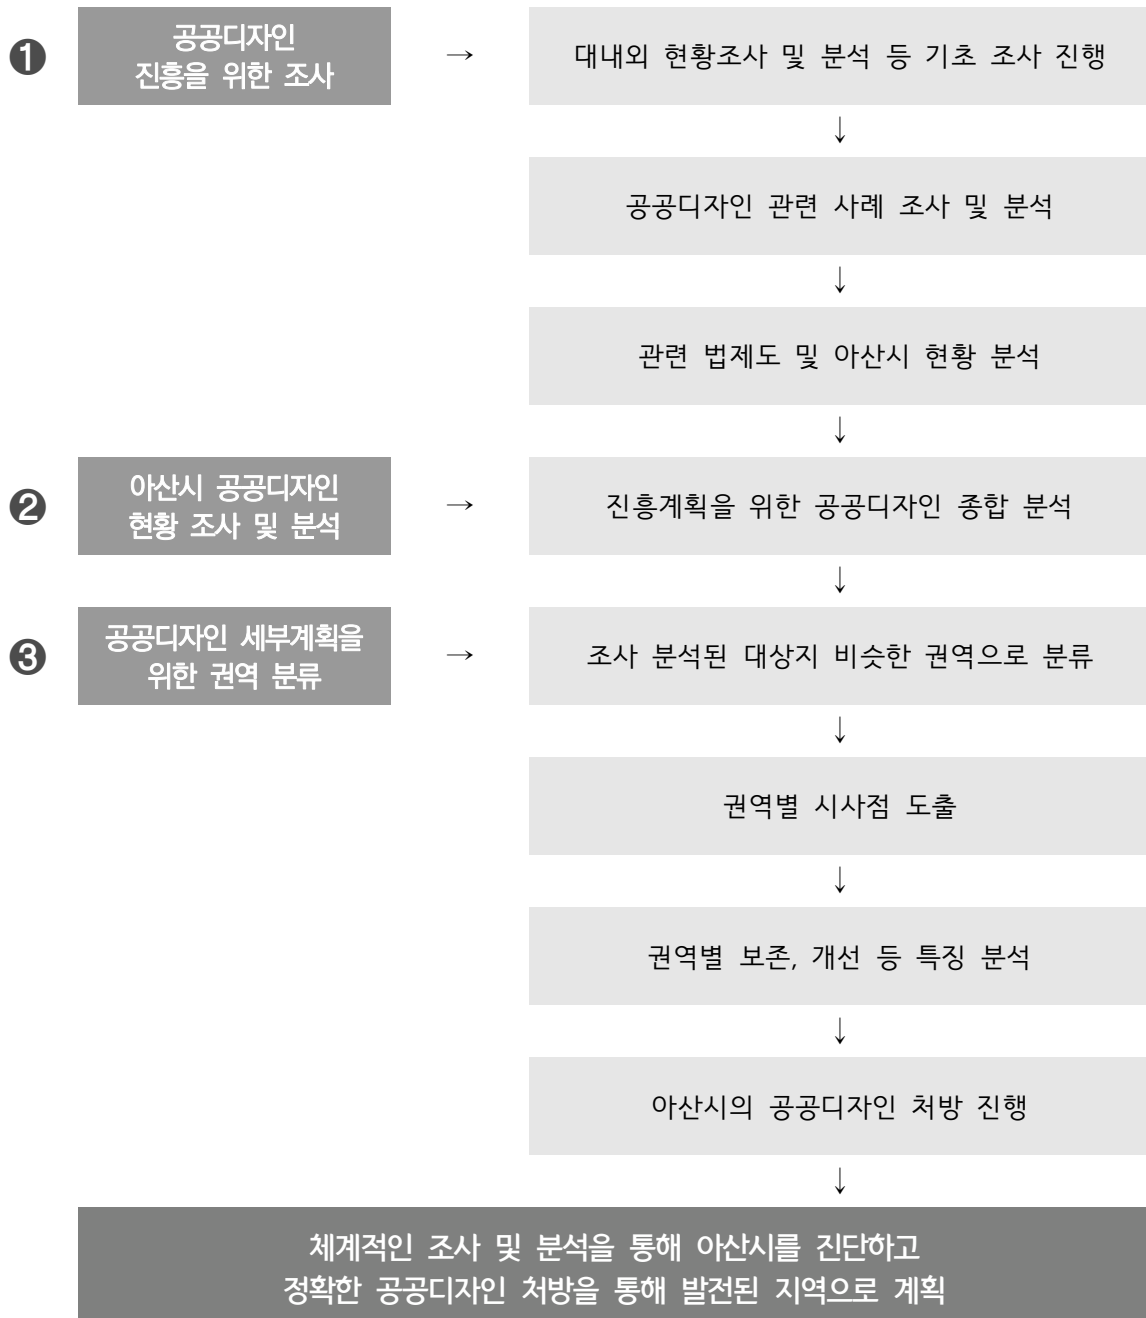 ❶
공공디자인
진흥을 위한 조사
→
대내외 현황조사 및 분석 등 기초 조사 진행
↓
공공디자인 관련 사례 조사 및 분석
↓
관련 법제도 및 아산시 현황 분석
↓
❷
아산시 공공디자인
현황 조사 및 분석
→
진흥계획을 위한 공공디자인 종합 분석
↓
❸
공공디자인 세부계획을
위한 권역 분류
→
조사 분석된 대상지 비슷한 권역으로 분류
↓
권역별 시사점 도출
↓
권역별 보존, 개선 등 특징 분석
↓
아산시의 공공디자인 처방 진행
↓
체계적인 조사 및 분석을 통해 아산시를 진단하고
정확한 공공디자인 처방을 통해 발전된 지역으로 계획